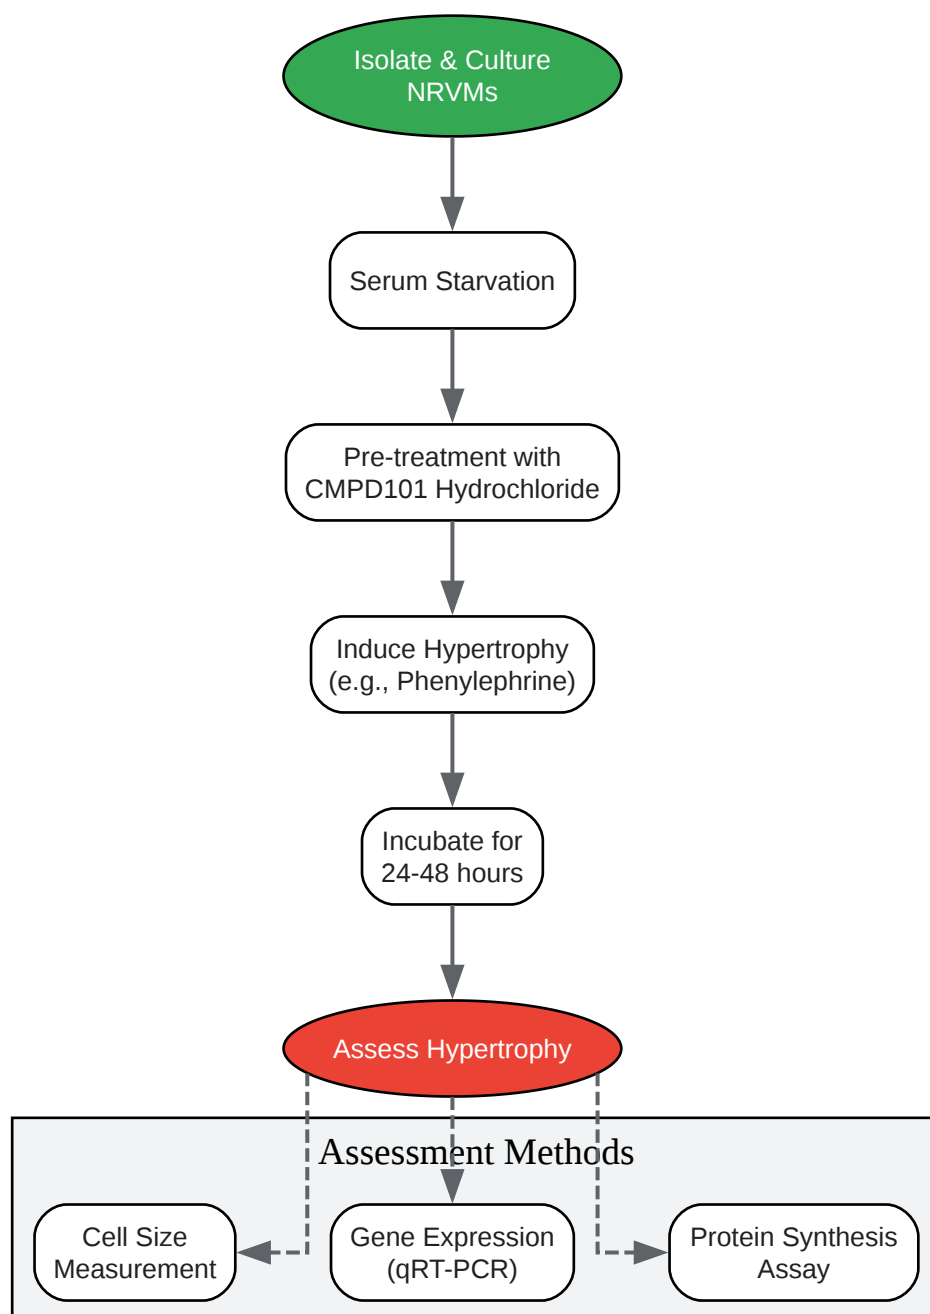 Isolate & Culture
NRVMs
Serum Starvation
Pre-treatment with
CMPD101 Hydrochloride
Induce Hypertrophy
(e.g., Phenylephrine)
Incubate for
24-48 hours
Assess Hypertrophy
Assessment Methods
Cell Size
Measurement
Gene Expression
(qRT-PCR)
Protein Synthesis
Assay